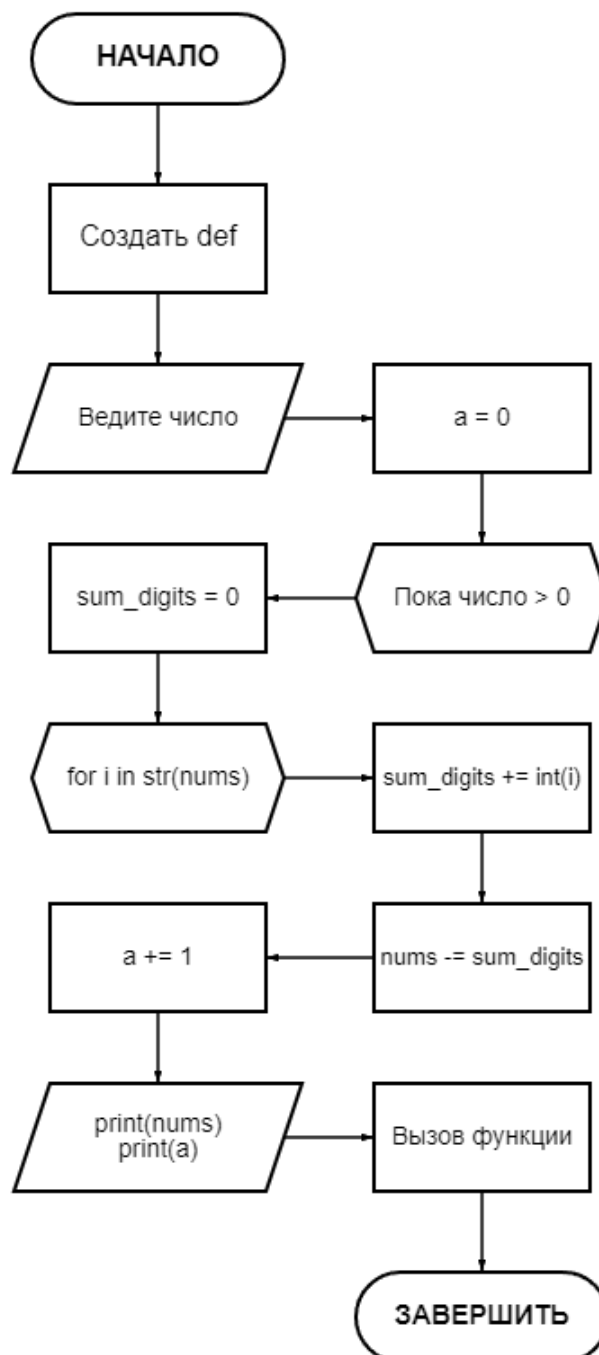 НАЧАЛО
Создать def
Ведите число
a = 0
Пока число > 0
sum_digits = 0
for i in str(nums)
sum_digits += int(i)
nums -= sum_digits
a += 1
print(nums)
print(a)
Вызов функции
ЗАВЕРШИТЬ